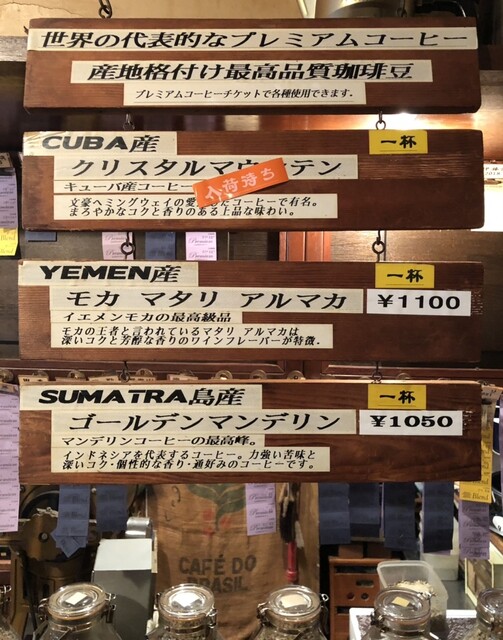 世界の代表的なプレミアムコーヒー
産地格付け最高品質珈琲豆
プレミアムコーヒーチケットで各種使用できます。
CUBA産
一杯
クリスタルマウンテン
入荷待ち
キューバ産コーヒー
文豪ヘミングウェイの愛したコーヒーで有名。
まろやかなコクと香りのある上品な味わい。
YEMEN産
一杯
モカ マタリ アルマカ
¥1100
イエメンモカの最高級品
モカの王者と言われているマタリ アルマカは
深いコクと芳醇な香りのワインフレーバーが特徴.
SUMATRA島産
一杯
ゴールデンマンデリン
¥1050
マンデリンコーヒーの最高峰。
インドネシアを代表するコーヒー。力強い苦味と
深いコク・個性的な香り・通好みのコーヒーです。
CAFÉ DO
BRASIL